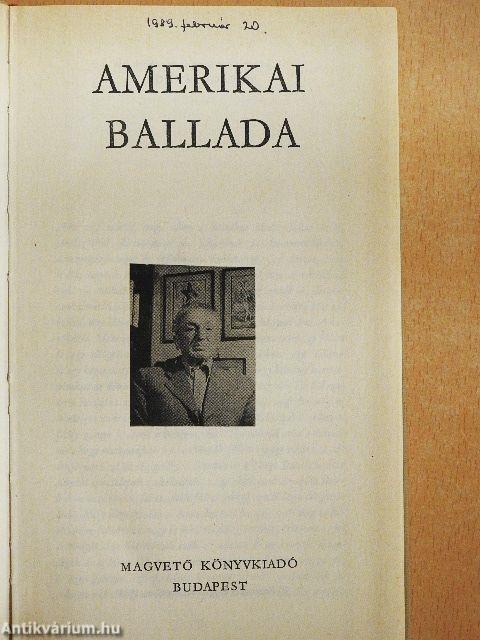 1989. február 20.
AMERIKAI
BALLADA
MAGVETŐ KÖNYVKIADÓ
BUDAPEST
Antikvárium.hu